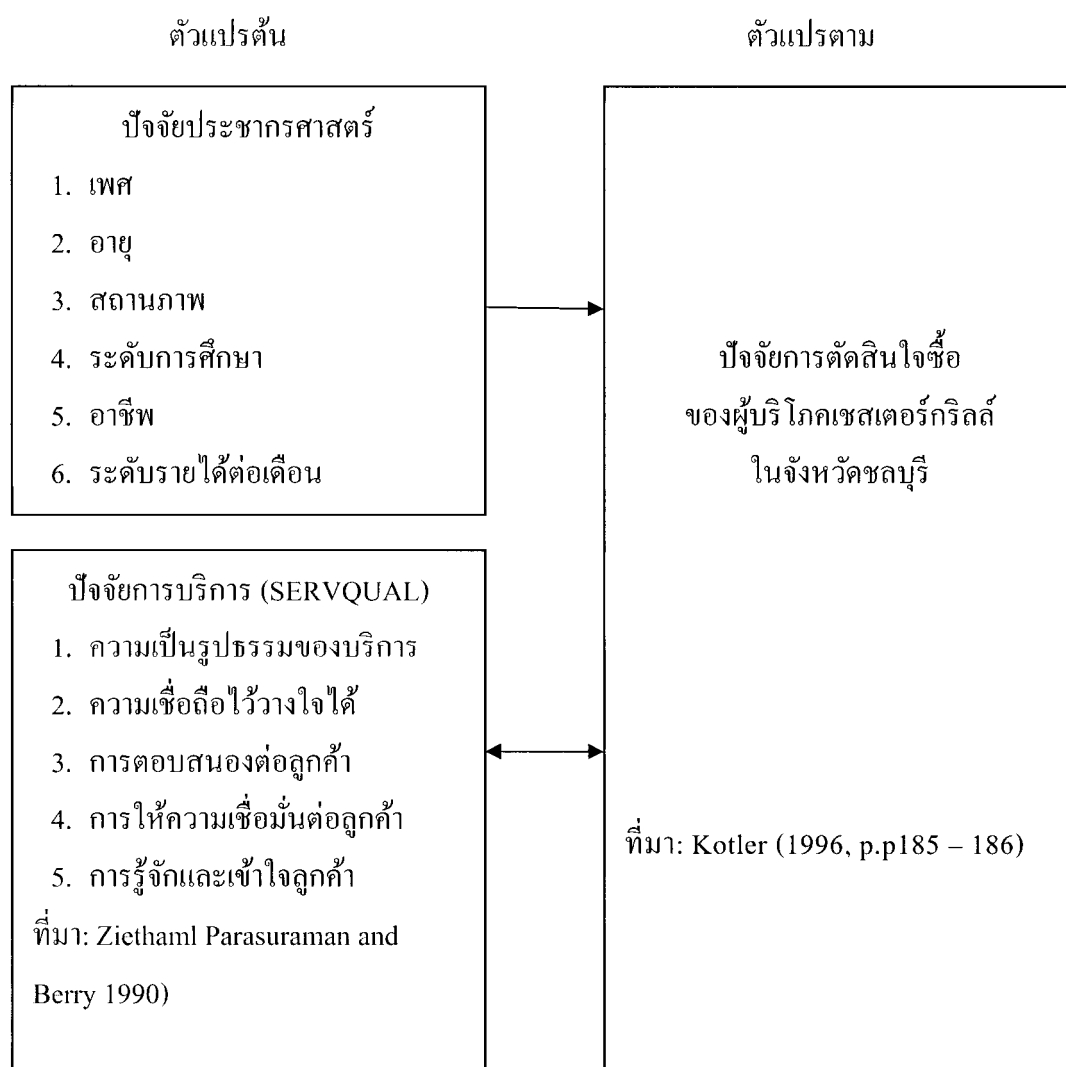 ตัวแปรต้น
ตัวแปรตาม
ปัจจัยประชากรศาสตร์
1. เพศ
2. อายุ
3. สถานภาพ
4. ระดับการศึกษา
5. อาชีพ
6. ระดับรายได้ต่อเดือน
ปัจจัยการบริการ (SERVQUAL)
1. ความเป็นรูปธรรมของบริการ
2. ความเชื่อถือไว้วางใจได้
3. การตอบสนองต่อลูกค้า
4. การให้ความเชื่อมั่นต่อลูกค้า
5. การรู้จักและเข้าใจลูกค้า
ที่มา: Ziethaml Parasuraman and
Berry 1990)
ปัจจัยการตัดสินใจซื้อ
ของผู้บริโภคเชสเตอร์กริลล์
ในจังหวัดชลบุรี
ที่มา: Kotler (1996, p.p185 – 186)